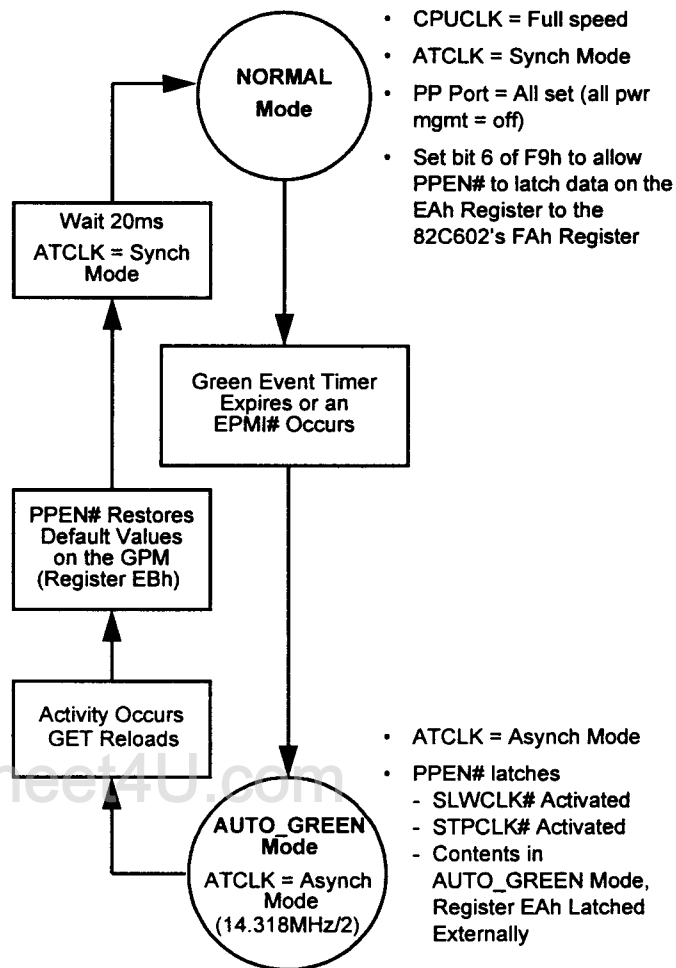 NORMAL
Mode
• CPUCLK = Full speed
• ATCLK = Synch Mode
• PP Port = All set (all pwr
mgmt = off)
• Set bit 6 of F9h to allow
PPEN# to latch data on the
EAh Register to the
82C602's FAh Register
Wait 20ms
ATCLK = Synch
Mode
Green Event Timer
Expires or an
EPMI# Occurs
PPEN# Restores
Default Values
on the GPM
(Register EBh)
Activity Occurs
GET Reloads
heet4U.com
AUTO_GREEN
Mode
ATCLK = Asynch
Mode
(14.318MHz/2)
• ATCLK = Asynch Mode
• PPEN# latches
- SLWCLK# Activated
- STPCLK# Activated
- Contents in
AUTO_GREEN Mode,
Register EAh Latched
Externally